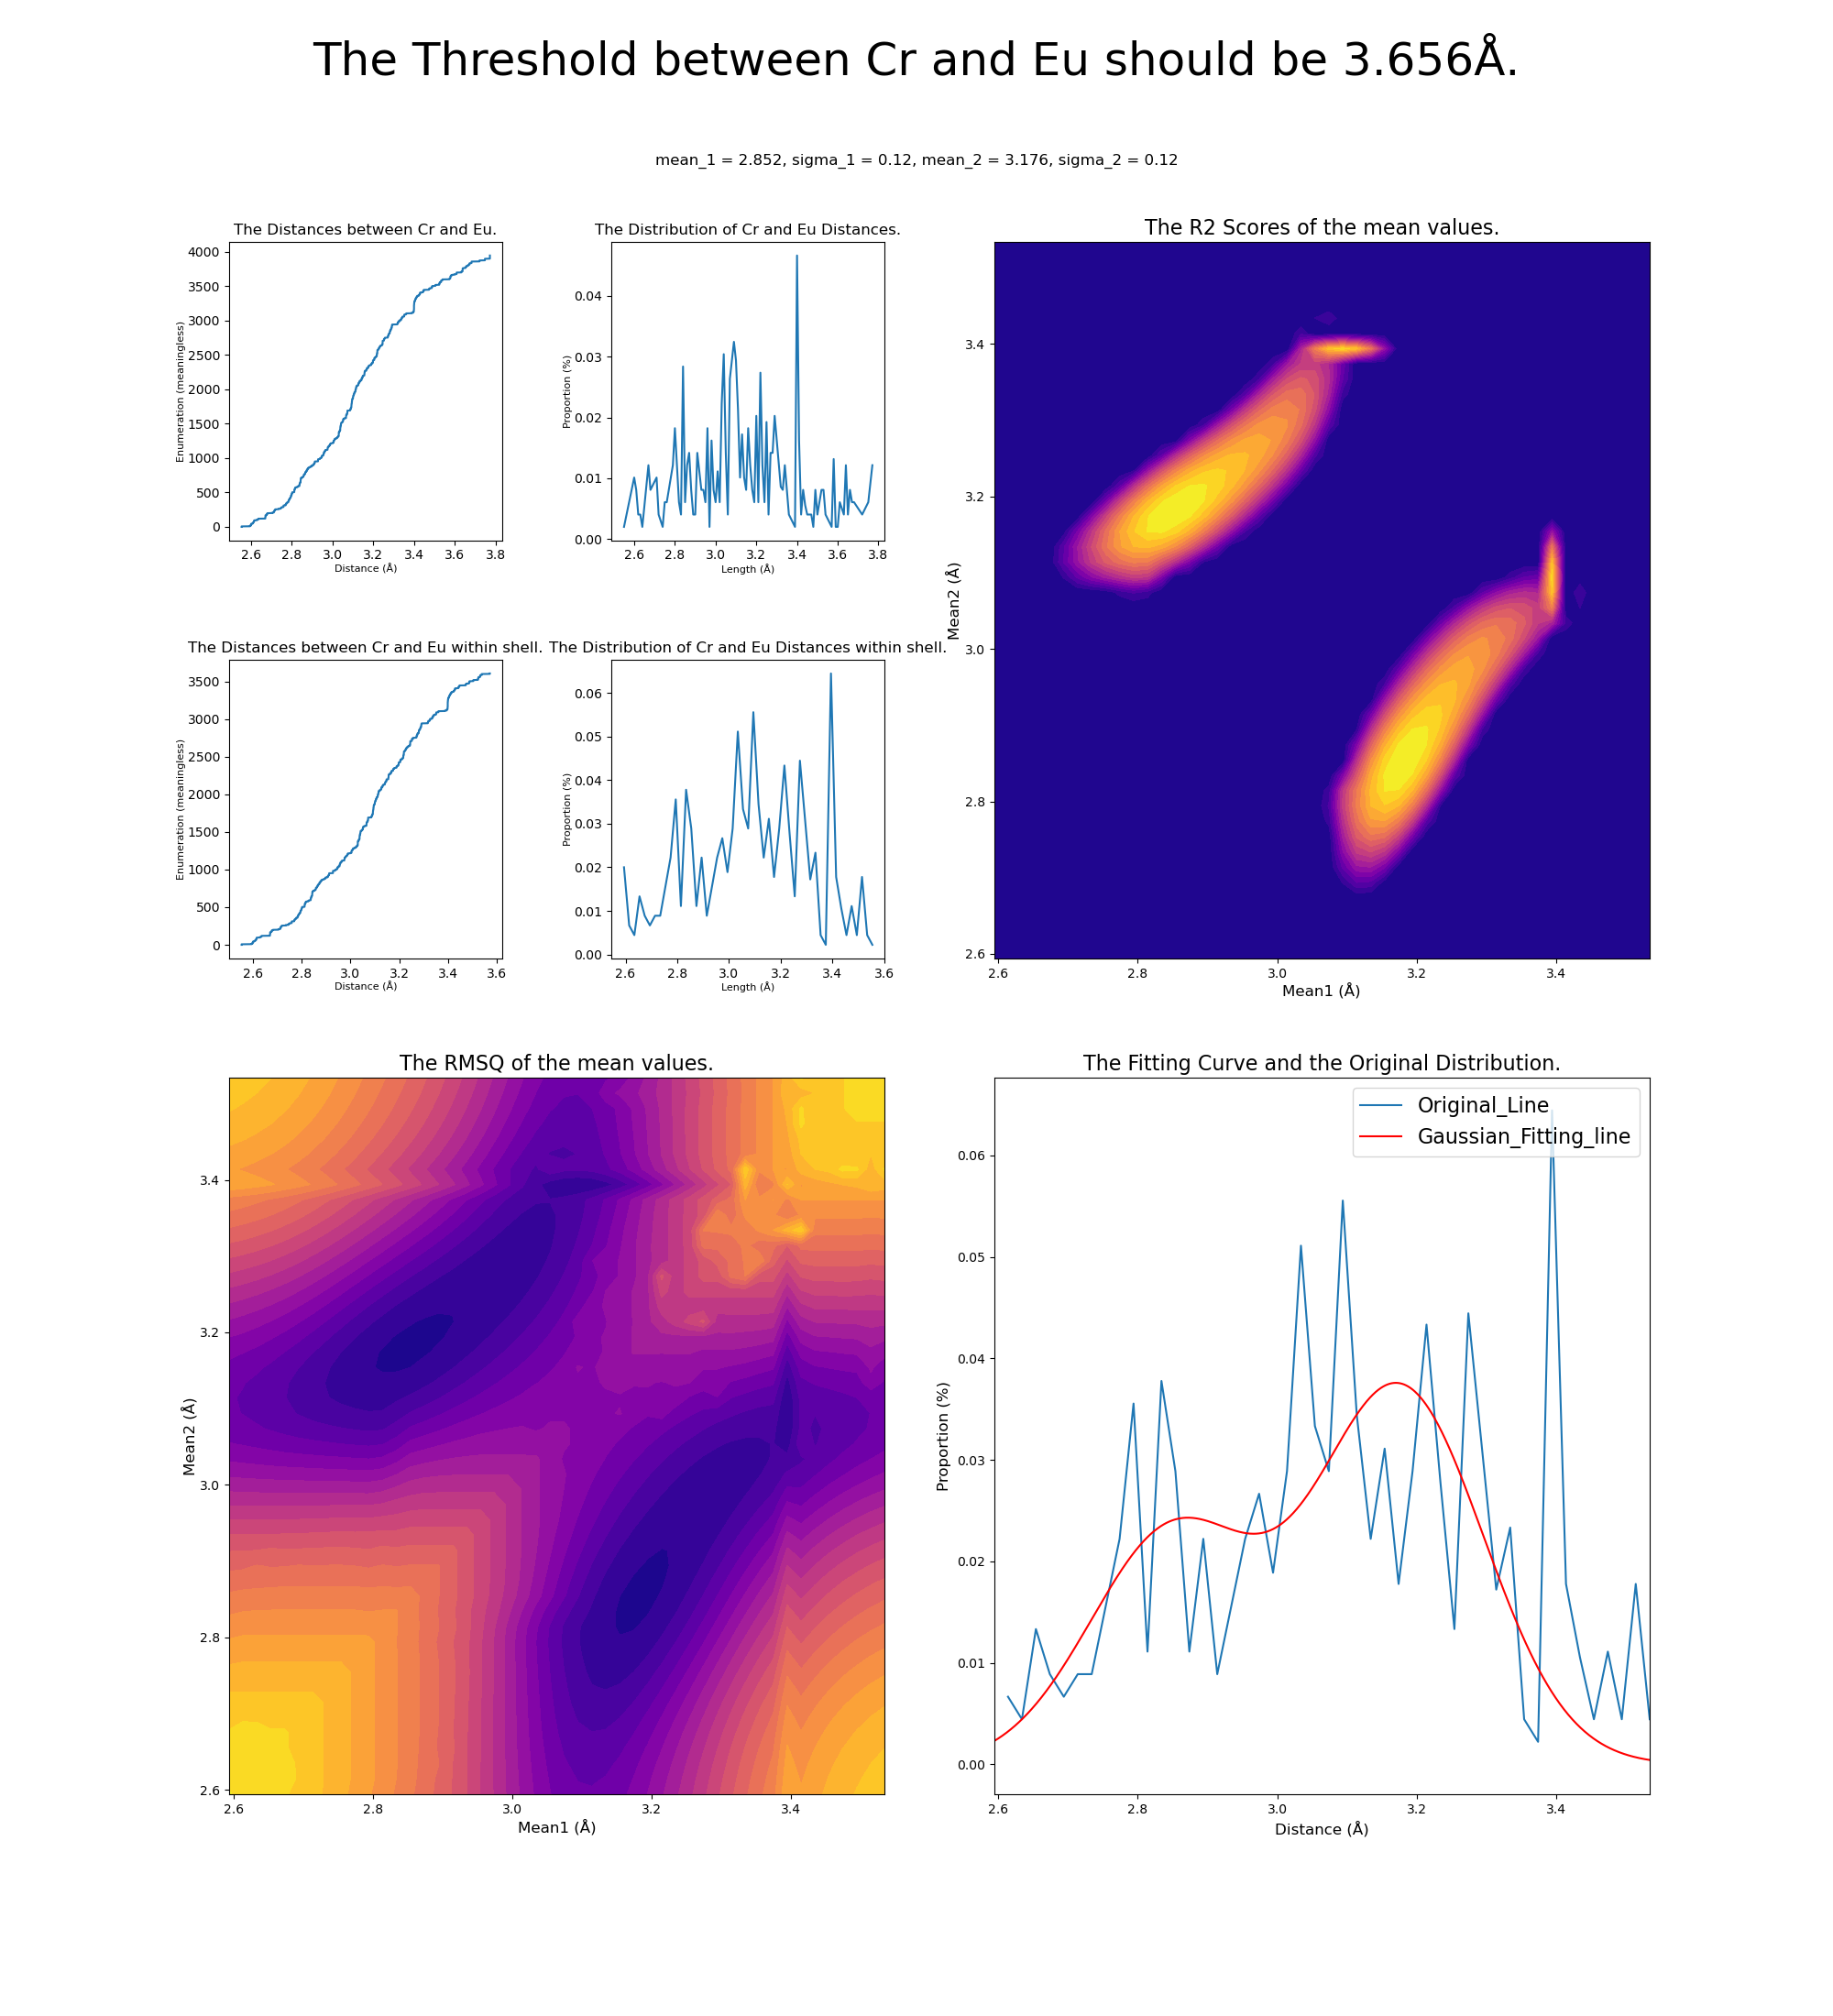 The Threshold between Cr and Eu should be 3.656Å.
mean_1 = 2.852, sigma_1 = 0.12, mean_2 = 3.176, sigma_2 = 0.12
The Distances between Cr and Eu.
4000
3500
3000
2500
2000
1500
1000
500
0
Enumeration (meaningless)
2.6 2.8 3.0 3.2 3.4 3.6 3.8
Distance (Å)
The Distribution of Cr and Eu Distances.
0.04
0.03
0.02
0.01
0.00
Proportion (%)
2.6 2.8 3.0 3.2 3.4 3.6 3.8
Length (Å)
The R2 Scores of the mean values.
3.4
3.2
3.0
2.8
2.6
Mean2 (Å)
2.6 2.8 3.0 3.2 3.4
Mean1 (Å)
The Distances between Cr and Eu within shell.
3500
3000
2500
2000
1500
1000
500
0
Enumeration (meaningless)
2.6 2.8 3.0 3.2 3.4 3.6
Distance (Å)
The Distribution of Cr and Eu Distances within shell.
0.06
0.05
0.04
0.03
0.02
0.01
0.00
Proportion (%)
2.6 2.8 3.0 3.2 3.4 3.6
Length (Å)
The RMSQ of the mean values.
3.4
3.2
3.0
2.8
2.6
Mean2 (Å)
2.6 2.8 3.0 3.2 3.4
Mean1 (Å)
The Fitting Curve and the Original Distribution.
Original_Line
Gaussian_Fitting_line
0.06
0.05
0.04
0.03
0.02
0.01
0.00
Proportion (%)
2.6 2.8 3.0 3.2 3.4
Distance (Å)